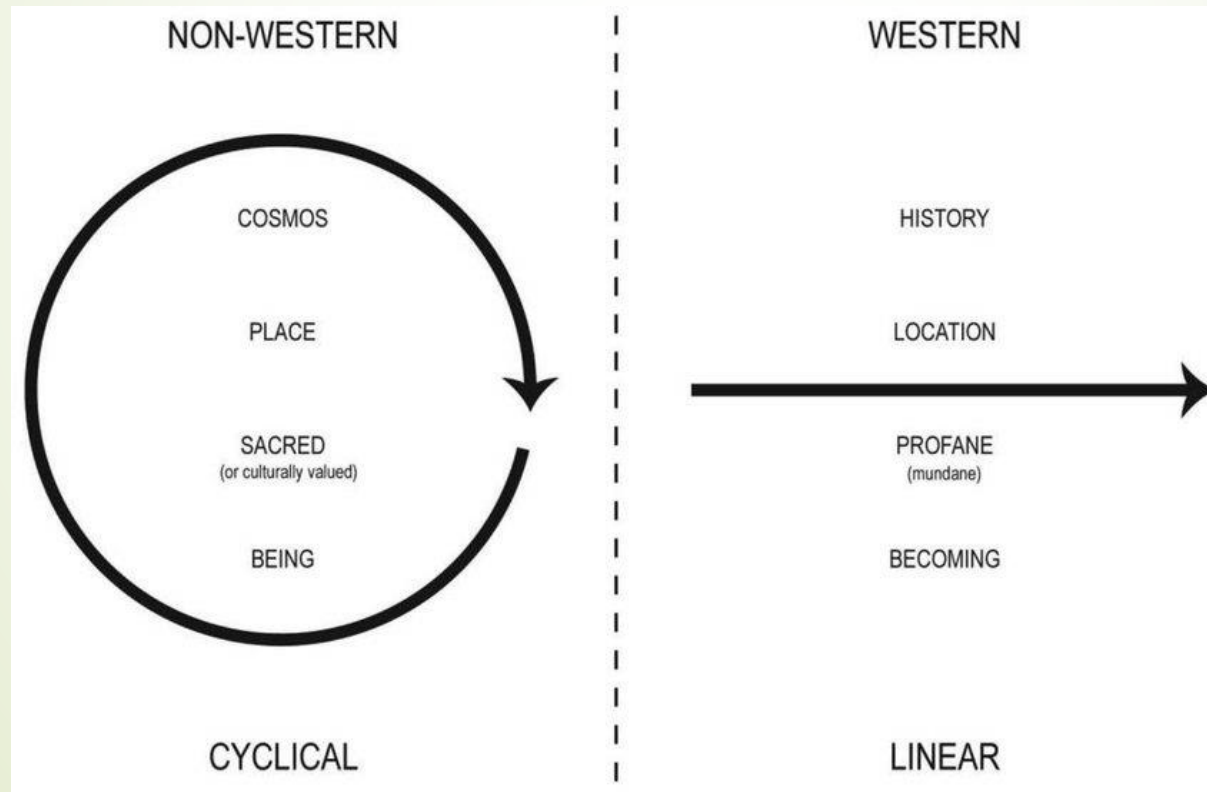 NON-WESTERN
COSMOS
PLACE
SACRED
(or culturally valued)
BEING
CYCLICAL
WESTERN
HISTORY
LOCATION
PROFANE
(mundane)
BECOMING
LINEAR